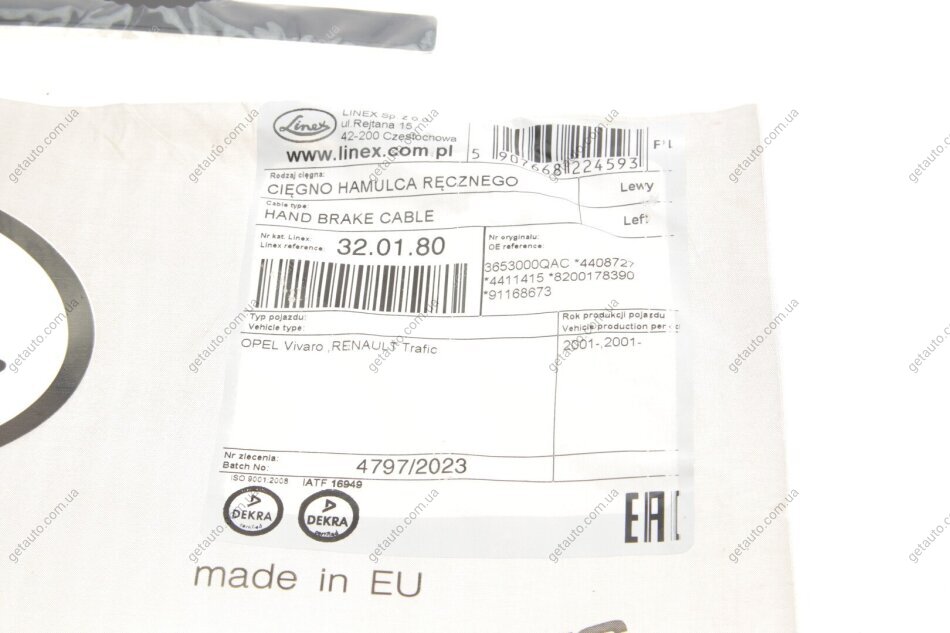 Linex
LINEX Sp. z o.o.
ul.Rejtana 15
42-200 Częstochowa
www.linex.com.pl
5 907668 224593
Rodzaj cięgna:
CIĘGNO HAMULCA RĘCZNEGO
Lewy
Cable type:
HAND BRAKE CABLE
Left
Nr kat. Linex:
Linex reference
32.01.80
Nr oryginału:
OE reference:
3653000QAC *440872
*4411415 *8200178390
*91168673
Typ pojazdu:
Vehicle type:
Rok produkcji pojazdu
Vehicle production per
OPEL Vivaro ,RENAULT Trafic
2001-,2001-
Nr zlecenia:
Batch No:
4797/2023
ISO 9001:2008
IATF 16949
DEKRA
certified
DEKRA
certified
EAC
made in EU
getauto.com.ua